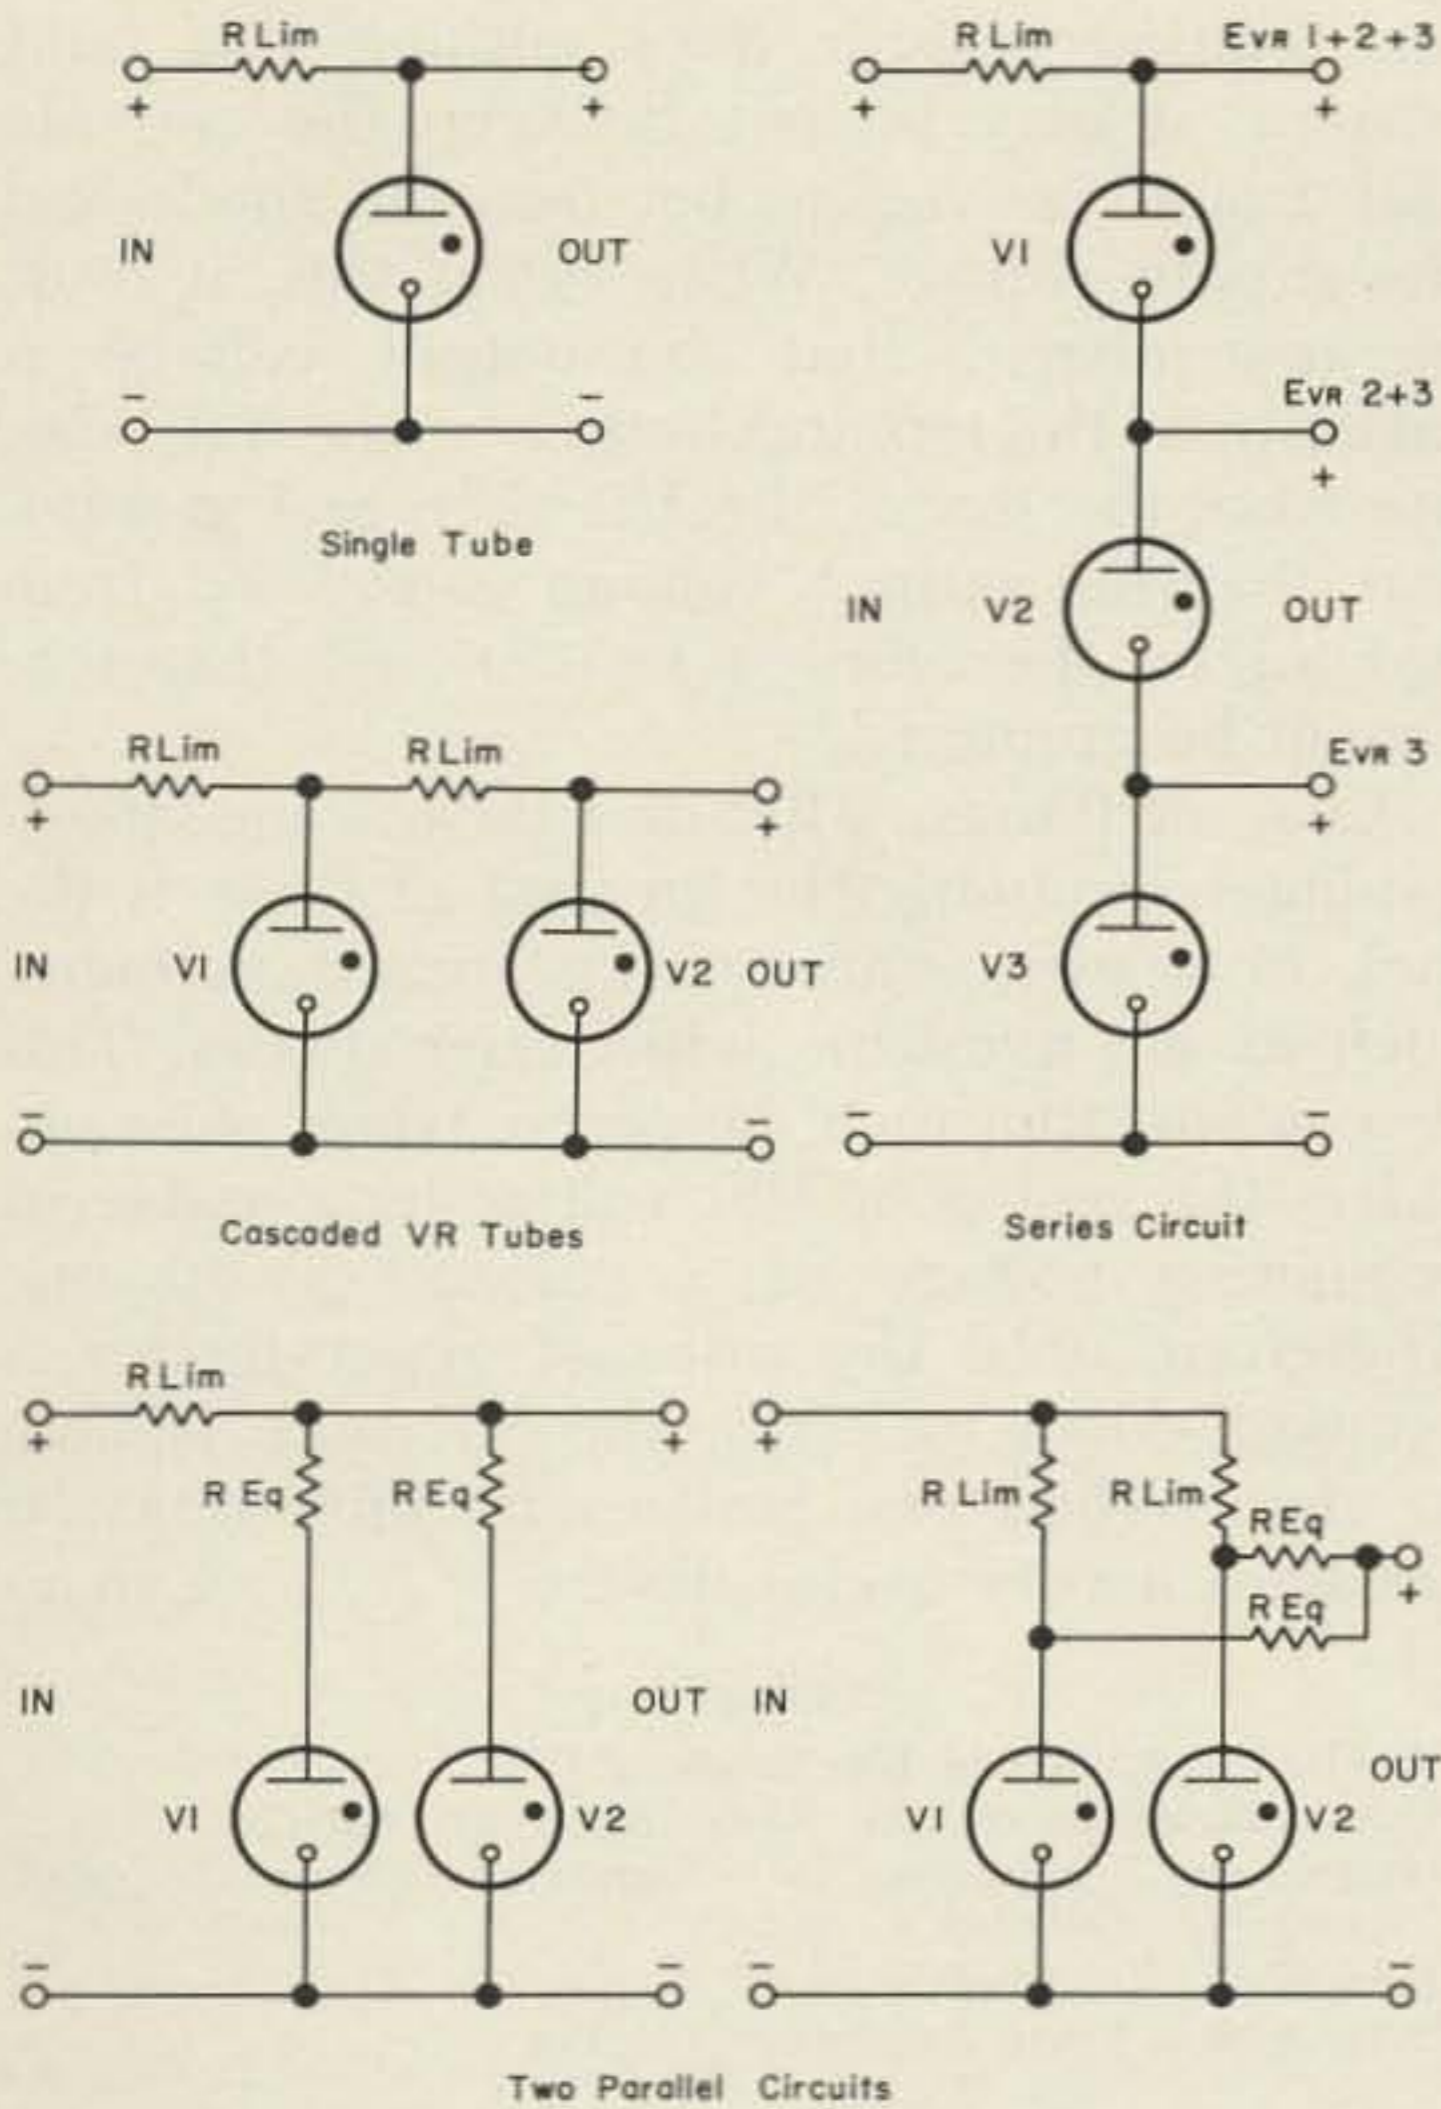 R Lim
+
+
IN
OUT
-
-
Single Tube
R Lim
EVR 1+2+3
+
+
V1
EVR 2+3
+
IN
V2
OUT
EVR 3
+
V3
-
-
Series Circuit
R Lim
R Lim
+
+
IN
V1
V2
OUT
-
-
Cascaded VR Tubes
R Lim
+
+
R Eq
R Eq
IN
OUT
V1
V2
-
-
+
R Lim
R Lim
R Eq
+
R Eq
IN
OUT
V1
V2
-
-
Two Parallel Circuits